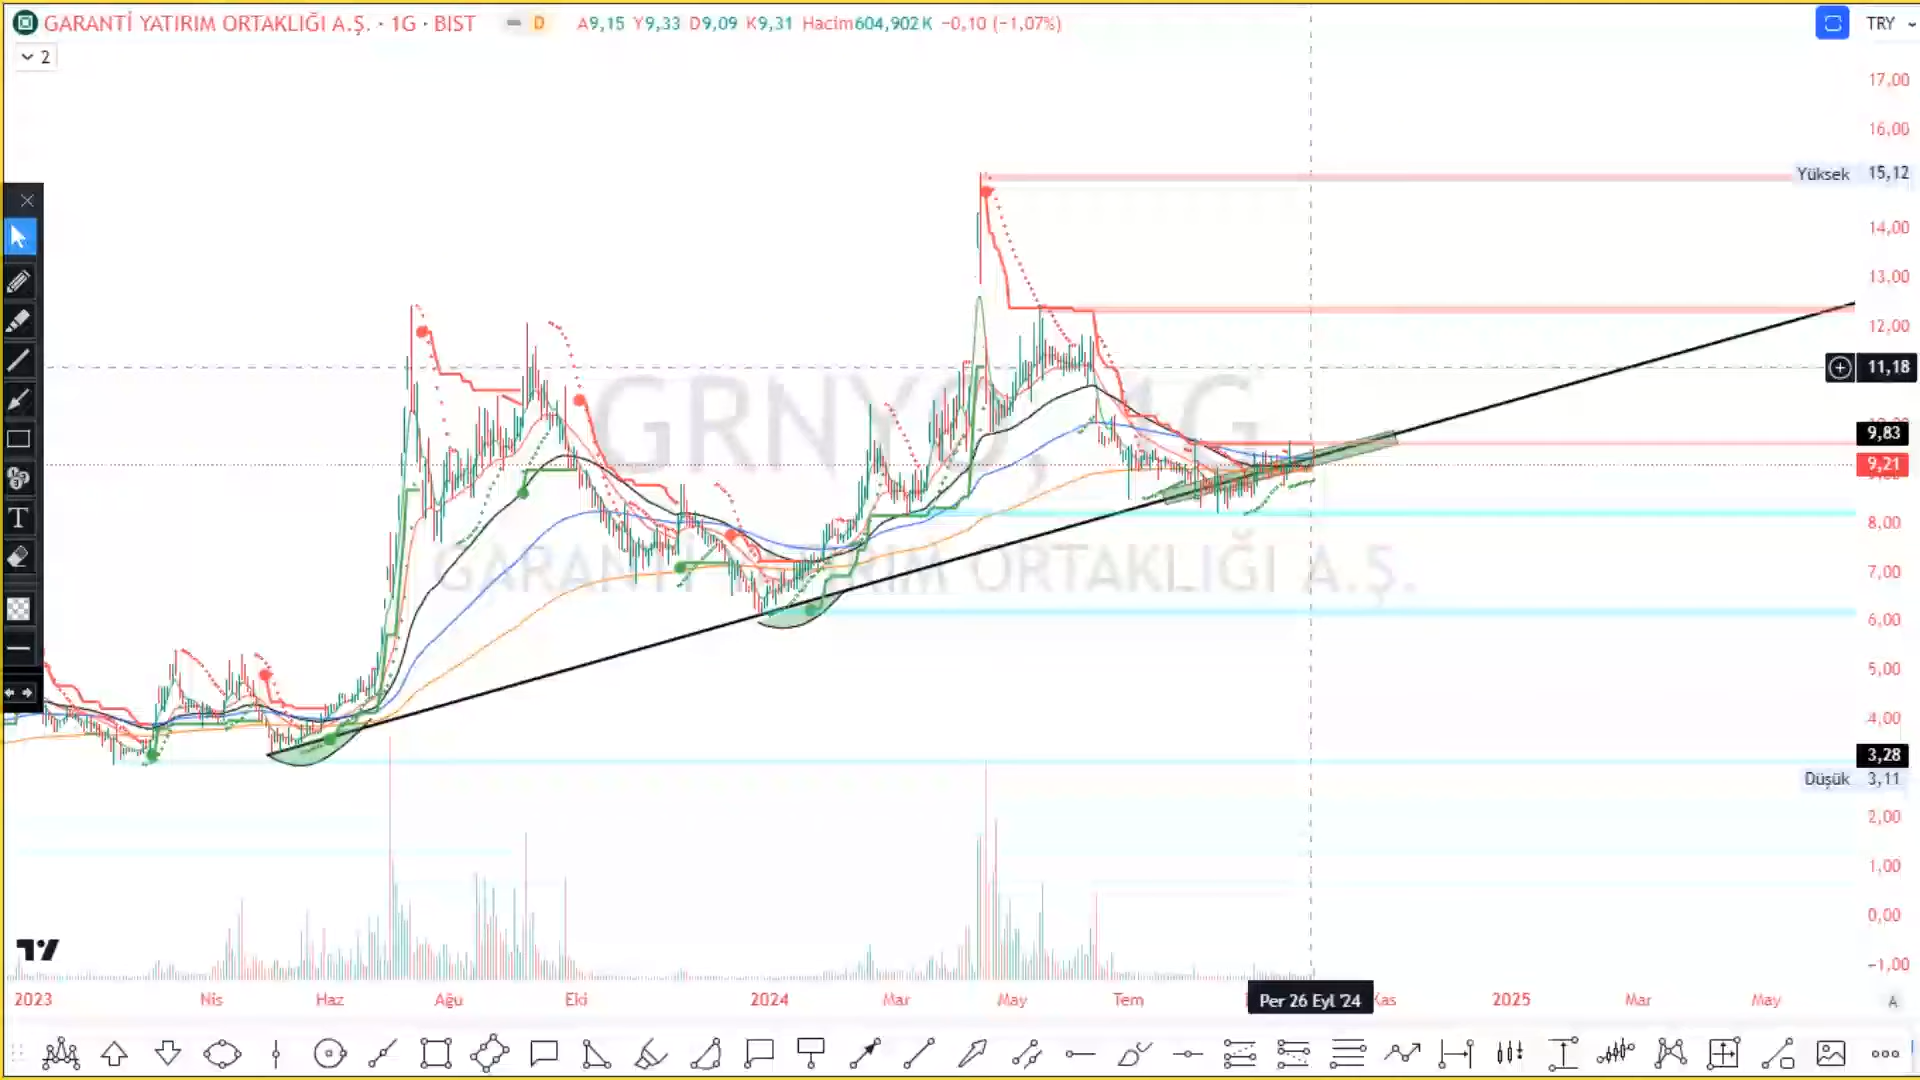 GARANTİ YATIRIM ORTAKLIĞI A.Ş. · 1G · BIST
D
A9,15 Y9,33 D9,09 K9,31 Hacim604,902K −0,10 (−1,07%)
TRY
2
17,00
16,00
Yüksek 15,12
14,00
13,00
12,00
11,18
9,83
9,21
8,00
7,00
6,00
5,00
4,00
3,28
Düşük 3,11
2,00
1,00
0,00
−1,00
GRNYO, 1G
GARANTİ YATIRIM ORTAKLIĞI A.Ş.
T
2023 Nis Haz Ağu Eki 2024 Mar May Tem Per 26 Eyl '24 Kas 2025 Mar May A